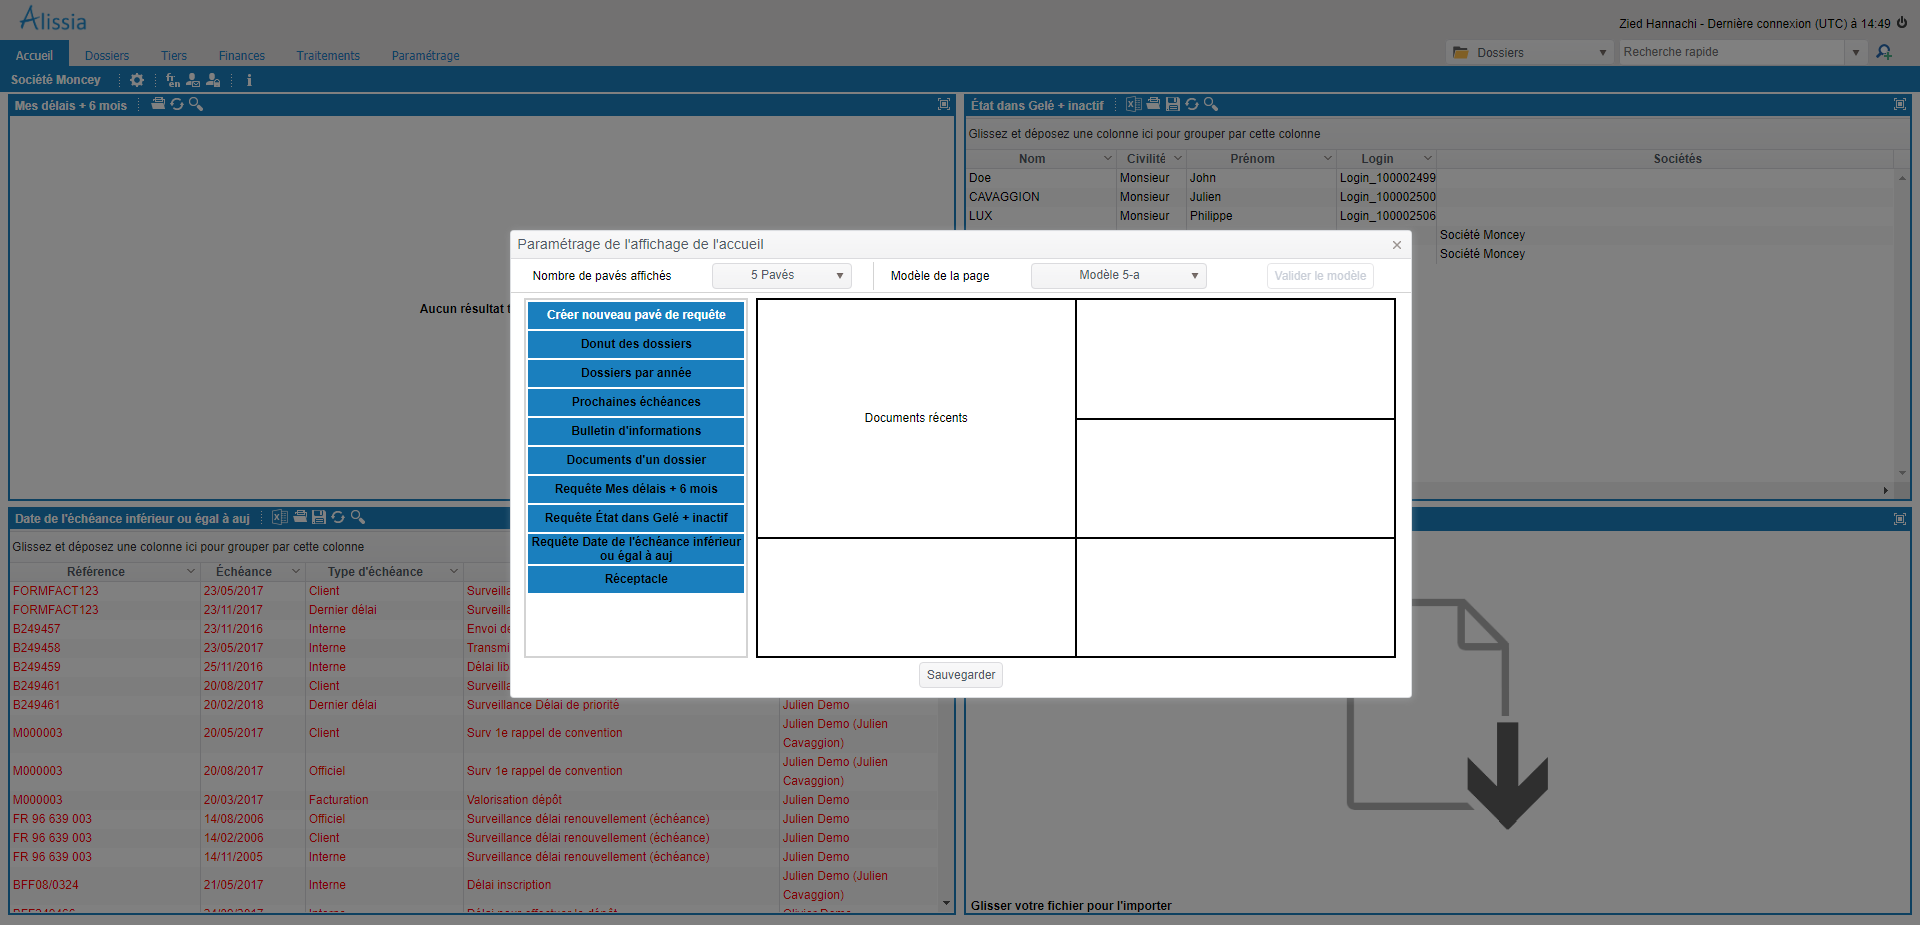 Alissia
Zied Hannachi - Dernière connexion (UTC) à 14:49
Accueil Dossiers Tiers Finances Traitements Paramétrage
Dossiers Recherche rapide
Société Moncey fr en
Mes délais + 6 mois
Aucun résultat
État dans Gelé + inactif
Glissez et déposez une colonne ici pour grouper par cette colonne
Nom Civilité Prénom Login Sociétés
Doe Monsieur John Login_100002499
CAVAGGION Monsieur Julien Login_100002500
LUX Monsieur Philippe Login_100002506
Société Moncey
Société Moncey
Paramétrage de l'affichage de l'accueil
Nombre de pavés affichés 5 Pavés Modèle de la page Modèle 5-a Valider le modèle
Créer nouveau pavé de requête
Donut des dossiers
Dossiers par année
Prochaines échéances
Bulletin d'informations
Documents d'un dossier
Requête Mes délais + 6 mois
Requête État dans Gelé + inactif
Requête Date de l'échéance inférieur
ou égal à auj
Réceptacle
Documents récents
Sauvegarder
Date de l'échéance inférieur ou égal à auj
Glissez et déposez une colonne ici pour grouper par cette colonne
Référence Échéance Type d'échéance
FORMFACT123 23/05/2017 Client
FORMFACT123 23/11/2017 Dernier délai
B249457 23/11/2016 Interne Envoi
B249458 23/05/2017 Interne
B249459 25/11/2016 Interne Délai
B249461 20/08/2017 Client
B249461 20/02/2018 Dernier délai Surveillance Délai de priorité Julien Demo
M000003 20/05/2017 Client Surv 1e rappel de convention Julien Demo (Julien
Cavaggion)
M000003 20/08/2017 Officiel Surv 1e rappel de convention Julien Demo (Julien
Cavaggion)
M000003 20/03/2017 Facturation Valorisation dépôt Julien Demo
FR 96 639 003 14/08/2006 Officiel Surveillance délai renouvellement (échéance) Julien Demo
FR 96 639 003 14/02/2006 Client Surveillance délai renouvellement (échéance) Julien Demo
FR 96 639 003 14/11/2005 Interne Surveillance délai renouvellement (échéance) Julien Demo
BFF08/0324 21/05/2017 Interne Délai inscription Julien Demo (Julien
Cavaggion)
Glisser votre fichier pour l'importer